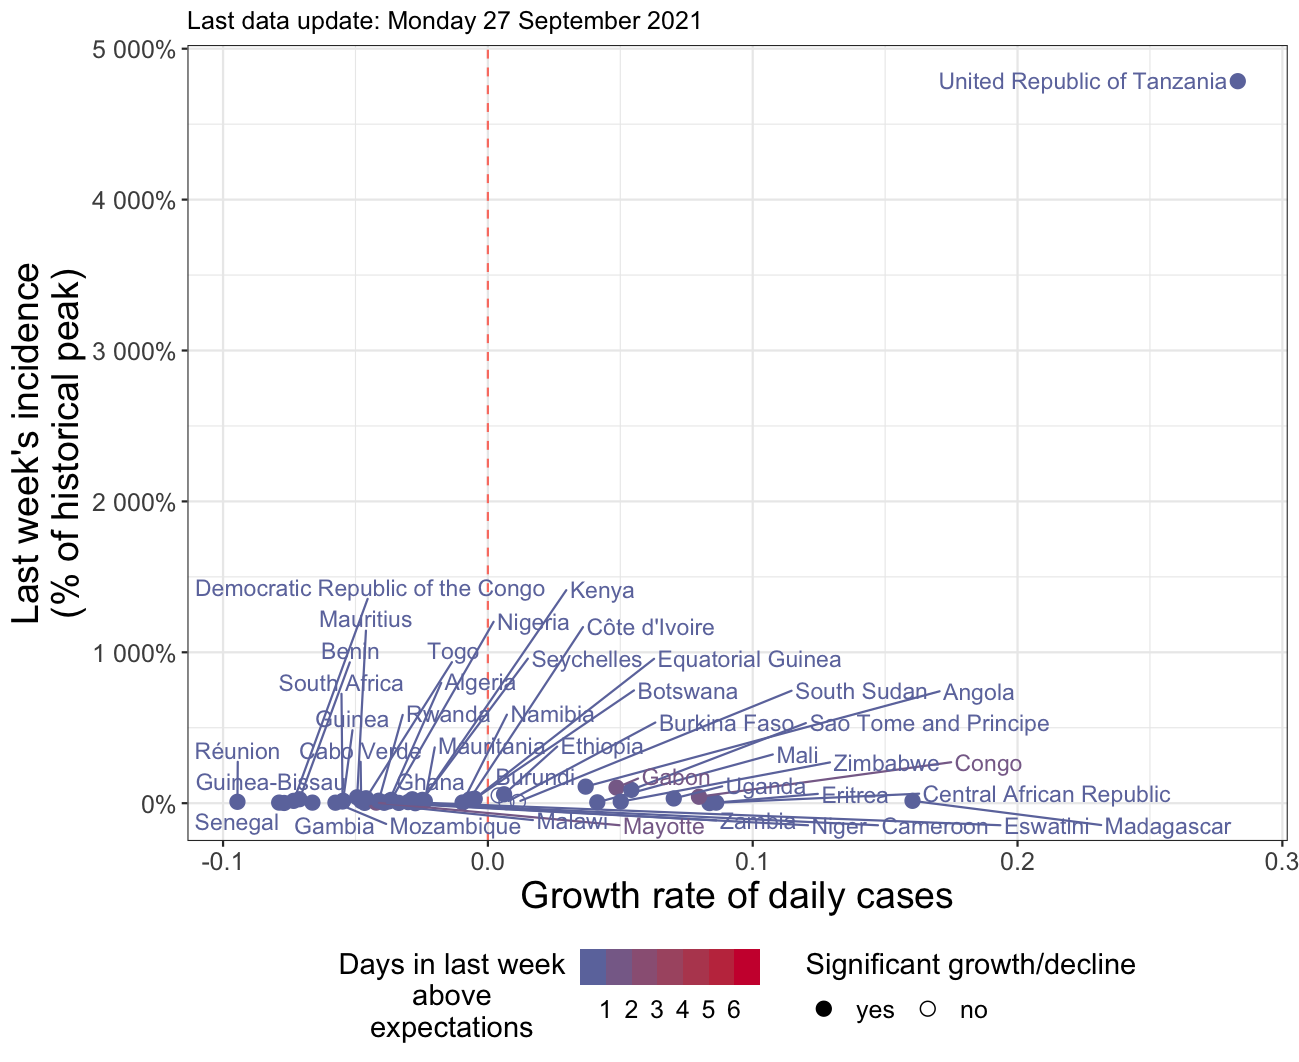 Last data update: Monday 27 September 2021
5 000%
United Republic of Tanzania
4 000%
3 000%
Last week's incidence
(% of historical peak)
2 000%
Democratic Republic of the Congo
Kenya
Mauritius
Nigeria
Côte d'Ivoire
1 000%
Benin
Togo
Seychelles
Equatorial Guinea
South Africa
Algeria
Botswana
South Sudan
Angola
Guinea
Rwanda
Namibia
Burkina Faso
Sao Tome and Principe
Réunion
Cabo Verde
Mauritania
Ethiopia
Mali
Zimbabwe
Congo
Guinea-Bissau
Ghana
Burundi
Gabon
Uganda
Eritrea
Central African Republic
0%
Senegal
Gambia
Mozambique
Malawi
Mayotte
Zambia
Niger
Cameroon
Eswatini
Madagascar
-0.1
0.0
0.1
0.2
0.3
Growth rate of daily cases
Days in last week
above
expectations
1 2 3 4 5 6
Significant growth/decline
yes
no